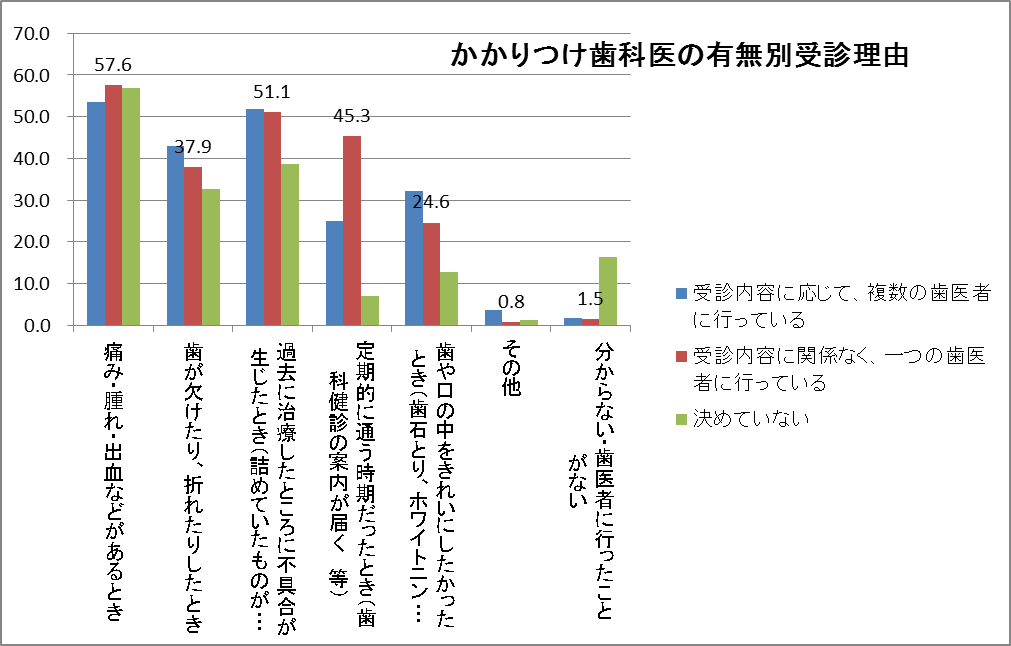 かかりつけ歯科医の有無別受診理由
70.0
60.0
50.0
40.0
30.0
20.0
10.0
0.0
57.6
37.9
51.1
45.3
24.6
0.8
1.5
痛み・腫れ・出血などがあるとき
歯が欠けたり、折れたりしたとき
過去に治療したところに不具合が
生じたとき（詰めていたものが…
定期的に通う時期だったとき（歯
科健診の案内が届く　等）
歯や口の中をきれいにしたかった
とき（歯石とり、ホワイトニン…
その他
分からない・歯医者に行ったこと
がない
受診内容に応じて、複数の歯医者
に行っている
受診内容に関係なく、一つの歯医
者に行っている
決めていない